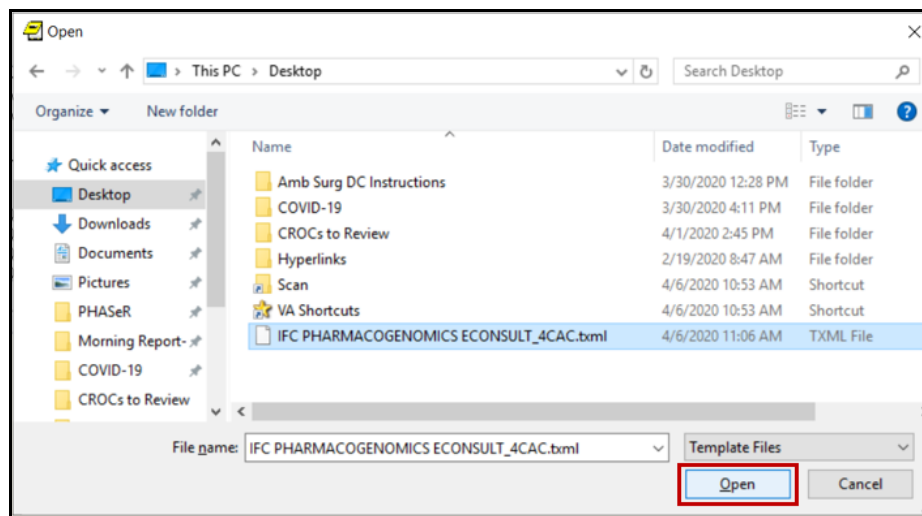 Open
This PC > Desktop
Search Desktop
Organize
New folder
Name
Date modified
Type
Quick access
Desktop
Downloads
Documents
Pictures
PHASeR
Morning Report-
COVID-19
CROCs to Review
Amb Surg DC Instructions 3/30/2020 12:28 PM File folder
COVID-19 3/30/2020 4:11 PM File folder
CROCs to Review 4/1/2020 2:45 PM File folder
Hyperlinks 2/19/2020 8:47 AM File folder
Scan 4/6/2020 10:53 AM Shortcut
VA Shortcuts 4/6/2020 10:53 AM Shortcut
IFC PHARMACOGENOMICS ECONSULT_4CAC.txml 4/6/2020 11:06 AM TXML File
File name: IFC PHARMACOGENOMICS ECONSULT_4CAC.txml Template Files
Open Cancel